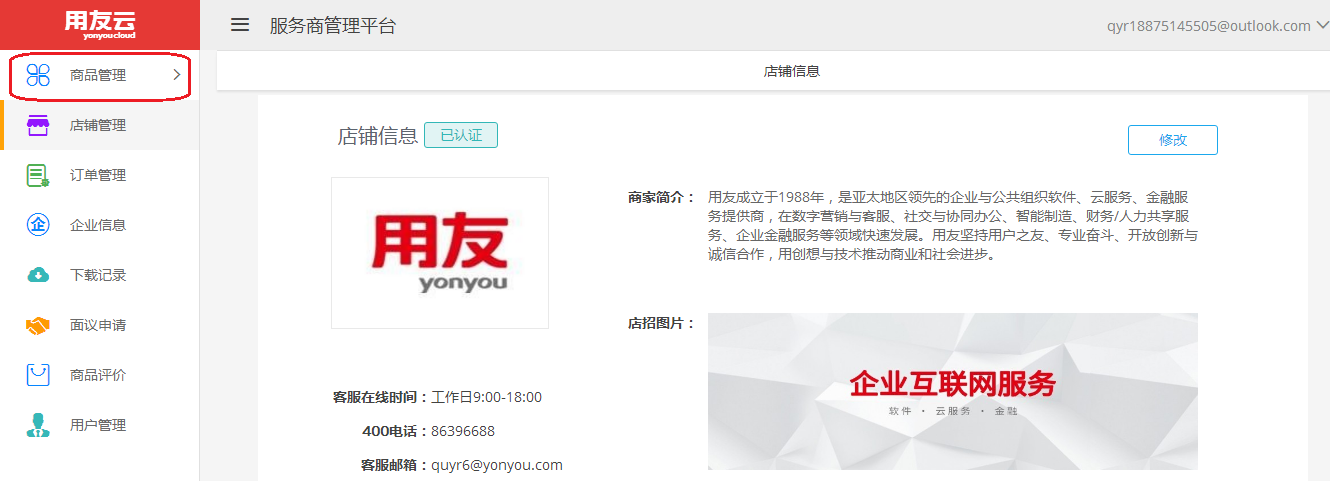 用友云
yonyoucloud
服务商管理平台
qyr18875145505@outlook.com
商品管理
店铺管理
订单管理
企业信息
下载记录
面议申请
商品评价
用户管理
店铺信息
店铺信息
已认证
修改
用友
yonyou
客服在线时间：工作日9:00-18:00
400电话：86396688
客服邮箱：quyr6@yonyou.com
商家简介：
用友成立于1988年，是亚太地区领先的企业与公共组织软件、云服务、金融服
务提供商，在数字营销与客服、社交与协同办公、智能制造、财务/人力共享服
务、企业金融服务等领域快速发展。用友坚持用户之友、专业奋斗、开放创新与
诚信合作，用创想与技术推动商业和社会进步。
店招图片：
企业互联网服务
软件 · 云服务 · 金融